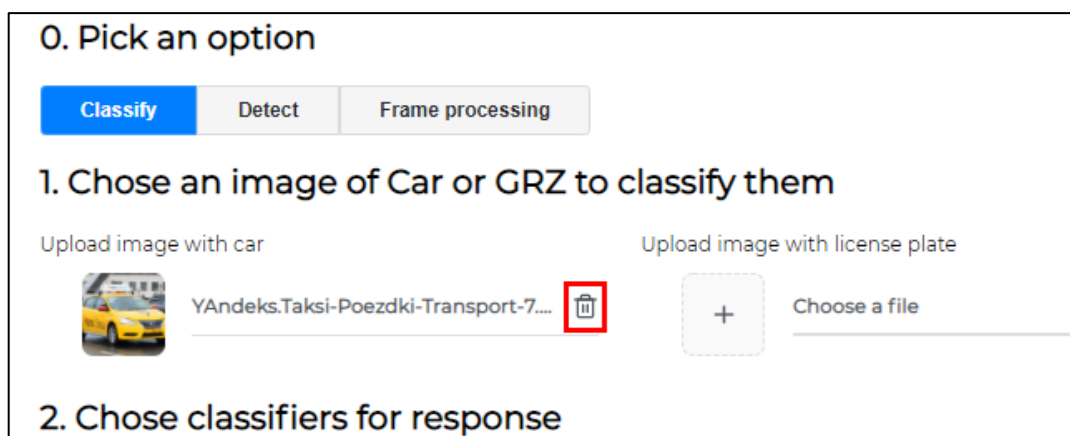 0. Pick an option
Classify Detect Frame processing
1. Chose an image of Car or GRZ to classify them
Upload image with car Upload image with license plate
YAndeks.Taksi-Poezdki-Transport-7.... + Choose a file
2. Chose classifiers for response